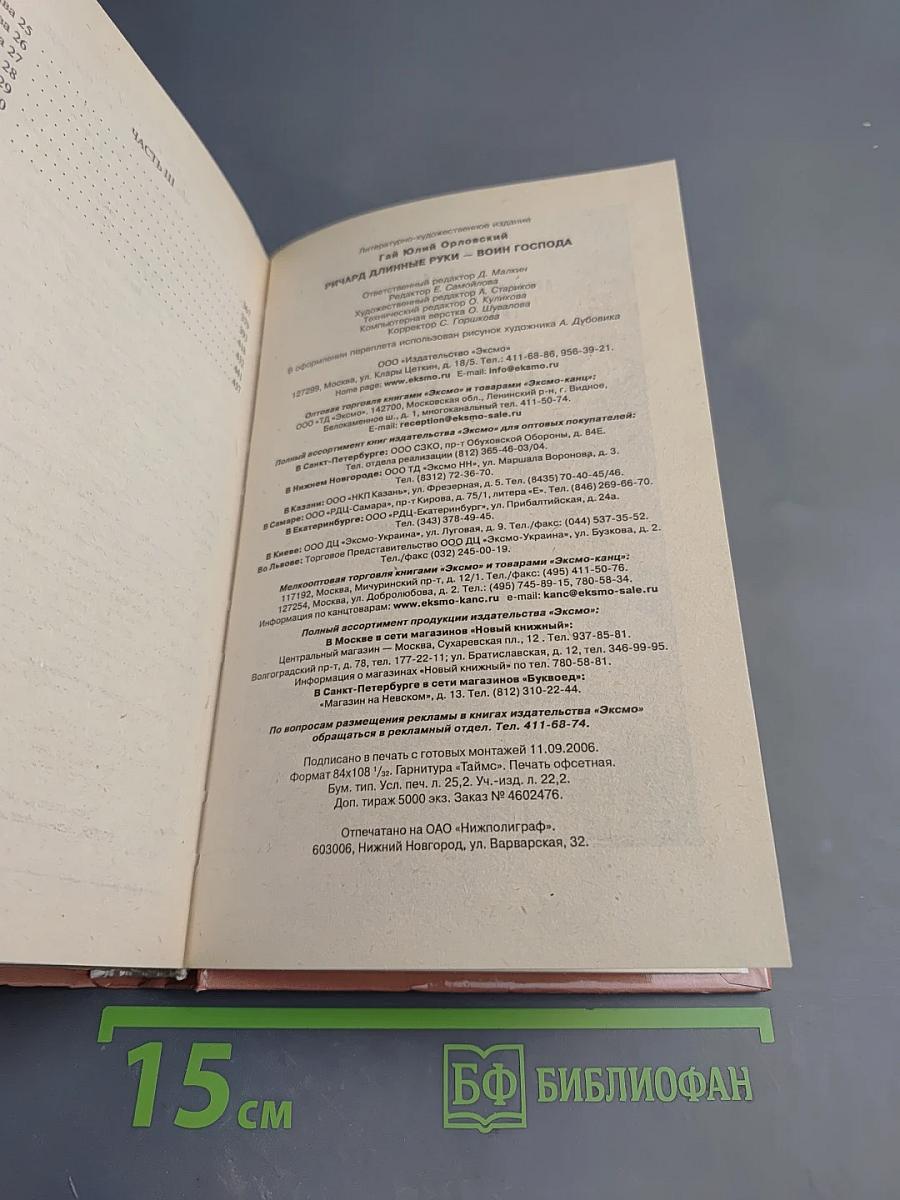 25
26
27
28
29
ЧАСТЬ III
Литературно-художественное издание
Гай Юлий Орловский
РИЧАРД ДЛИННЫЕ РУКИ — ВОИН ГОСПОДА
Ответственный редактор Д. Малкин
Редактор Е. Самойлова
Художественный редактор А. Стариков
Технический редактор О. Куликова
Компьютерная верстка О. Шувалова
Корректор С. Горшкова
В оформлении переплета использован рисунок художника А. Дубовика
ООО «Издательство «Эксмо»
127299, Москва, ул. Клары Цеткин, д. 18/5. Тел.: 411-68-86, 956-39-21.
Home page: www.eksmo.ru E-mail: info@eksmo.ru
Оптовая торговля книгами «Эксмо» и товарами «Эксмо-канц»:
ООО «ТД «Эксмо». 142700, Московская обл., Ленинский р-н, г. Видное,
Белокаменное ш., д. 1, многоканальный тел. 411-50-74.
E-mail: reception@eksmo-sale.ru
Полный ассортимент книг издательства «Эксмо» для оптовых покупателей:
В Санкт-Петербурге: ООО СЗКО, пр-т Обуховской Обороны, д. 84Е.
Тел. отдела реализации (812) 365-46-03/04.
В Нижнем Новгороде: ООО ТД «Эксмо НН», ул. Маршала Воронова, д. 3.
Тел. (8312) 72-36-70.
В Казани: ООО «НКП Казань», ул. Фрезерная, д. 5. Тел. (8435) 70-40-45/46.
В Самаре: ООО «РДЦ-Самара», пр-т Кирова, д. 75/1, литера «Е». Тел. (846) 269-66-70.
В Екатеринбурге: ООО «РДЦ-Екатеринбург», ул. Прибалтийская, д. 24а.
Тел. (343) 378-49-45.
В Киеве: ООО ДЦ «Эксмо-Украина», ул. Луговая, д. 9. Тел./факс: (044) 537-35-52.
Во Львове: Торговое Представительство ООО ДЦ «Эксмо-Украина», ул. Бузкова, д. 2.
Тел./факс (032) 245-00-19.
Мелкооптовая торговля книгами «Эксмо» и товарами «Эксмо-канц»:
117192, Москва, Мичуринский пр-т, д. 12/1. Тел./факс: (495) 411-50-76.
127254, Москва, ул. Добролюбова, д. 2. Тел.: (495) 745-89-15, 780-58-34.
Информация по канцтоварам: www.eksmo-kanc.ru e-mail: kanc@eksmo-sale.ru
Полный ассортимент продукции издательства «Эксмо»:
В Москве в сети магазинов «Новый книжный»:
Центральный магазин — Москва, Сухаревская пл., 12 . Тел. 937-85-81.
Волгоградский пр-т, д. 78, тел. 177-22-11; ул. Братиславская, д. 12, тел. 346-99-95.
Информация о магазинах «Новый книжный» по тел. 780-58-81.
В Санкт-Петербурге в сети магазинов «Буквоед»:
«Магазин на Невском», д. 13. Тел. (812) 310-22-44.
По вопросам размещения рекламы в книгах издательства «Эксмо»
обращаться в рекламный отдел. Тел. 411-68-74.
Подписано в печать с готовых монтажей 11.09.2006.
Формат 84х108 1/32. Гарнитура «Таймс». Печать офсетная.
Бум. тип. Усл. печ. л. 25,2. Уч.-изд. л. 22,2.
Доп. тираж 5000 экз. Заказ № 4602476.
Отпечатано на ОАО «Нижполиграф».
603006, Нижний Новгород, ул. Варварская, 32.
15 см
БФ БИБЛИОФАН